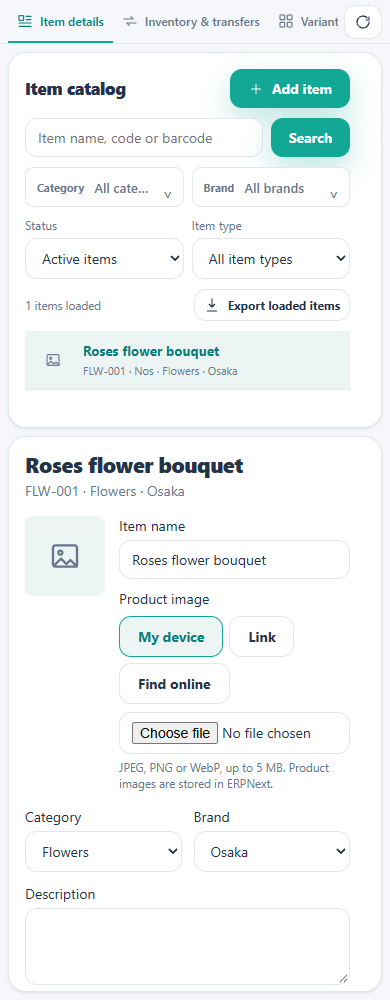 Item details
Inventory & transfers
Variant
Item catalog
Add item
Item name, code or barcode
Search
Category All cate...
Brand All brands
Status
Item type
Active items
All item types
1 items loaded
Export loaded items
Roses flower bouquet
FLW-001 · Nos · Flowers · Osaka
Roses flower bouquet
FLW-001 · Flowers · Osaka
Item name
Roses flower bouquet
Product image
My device
Link
Find online
Choose file No file chosen
JPEG, PNG or WebP, up to 5 MB. Product
images are stored in ERPNext.
Category
Brand
Flowers
Osaka
Description